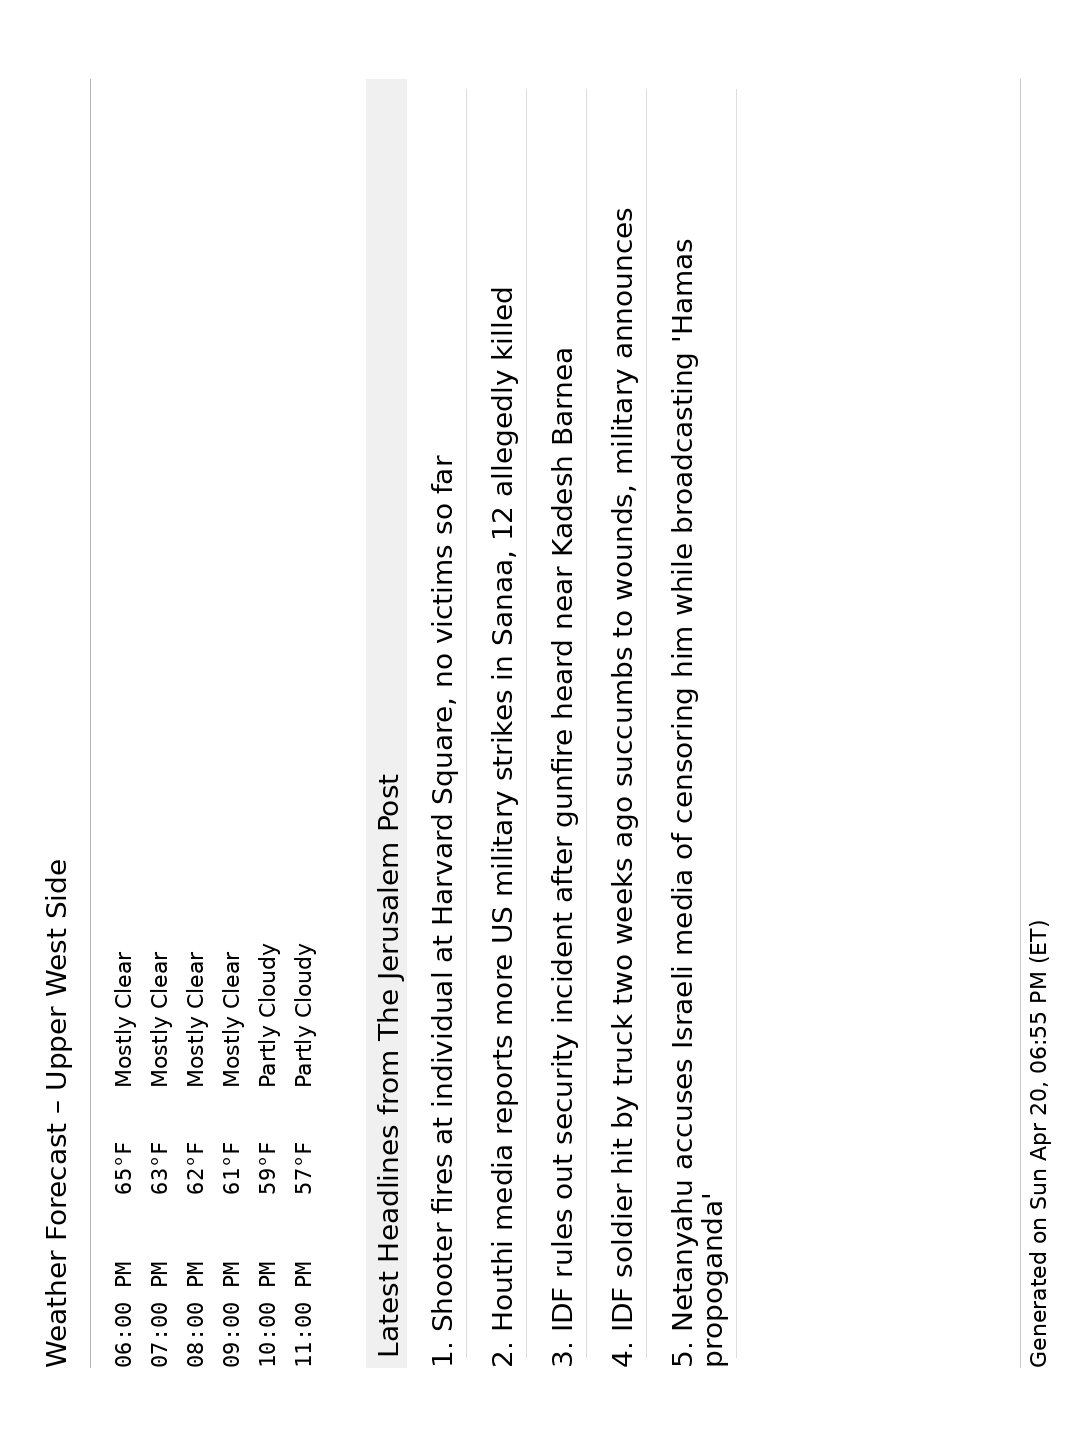 Weather Forecast – Upper West Side
06:00 PM 65°F Mostly Clear
07:00 PM 63°F Mostly Clear
08:00 PM 62°F Mostly Clear
09:00 PM 61°F Mostly Clear
10:00 PM 59°F Partly Cloudy
11:00 PM 57°F Partly Cloudy
Latest Headlines from The Jerusalem Post
1. Shooter fires at individual at Harvard Square, no victims so far
2. Houthi media reports more US military strikes in Sanaa, 12 allegedly killed
3. IDF rules out security incident after gunfire heard near Kadesh Barnea
4. IDF soldier hit by truck two weeks ago succumbs to wounds, military announces
5. Netanyahu accuses Israeli media of censoring him while broadcasting 'Hamas
propoganda'
Generated on Sun Apr 20, 06:55 PM (ET)